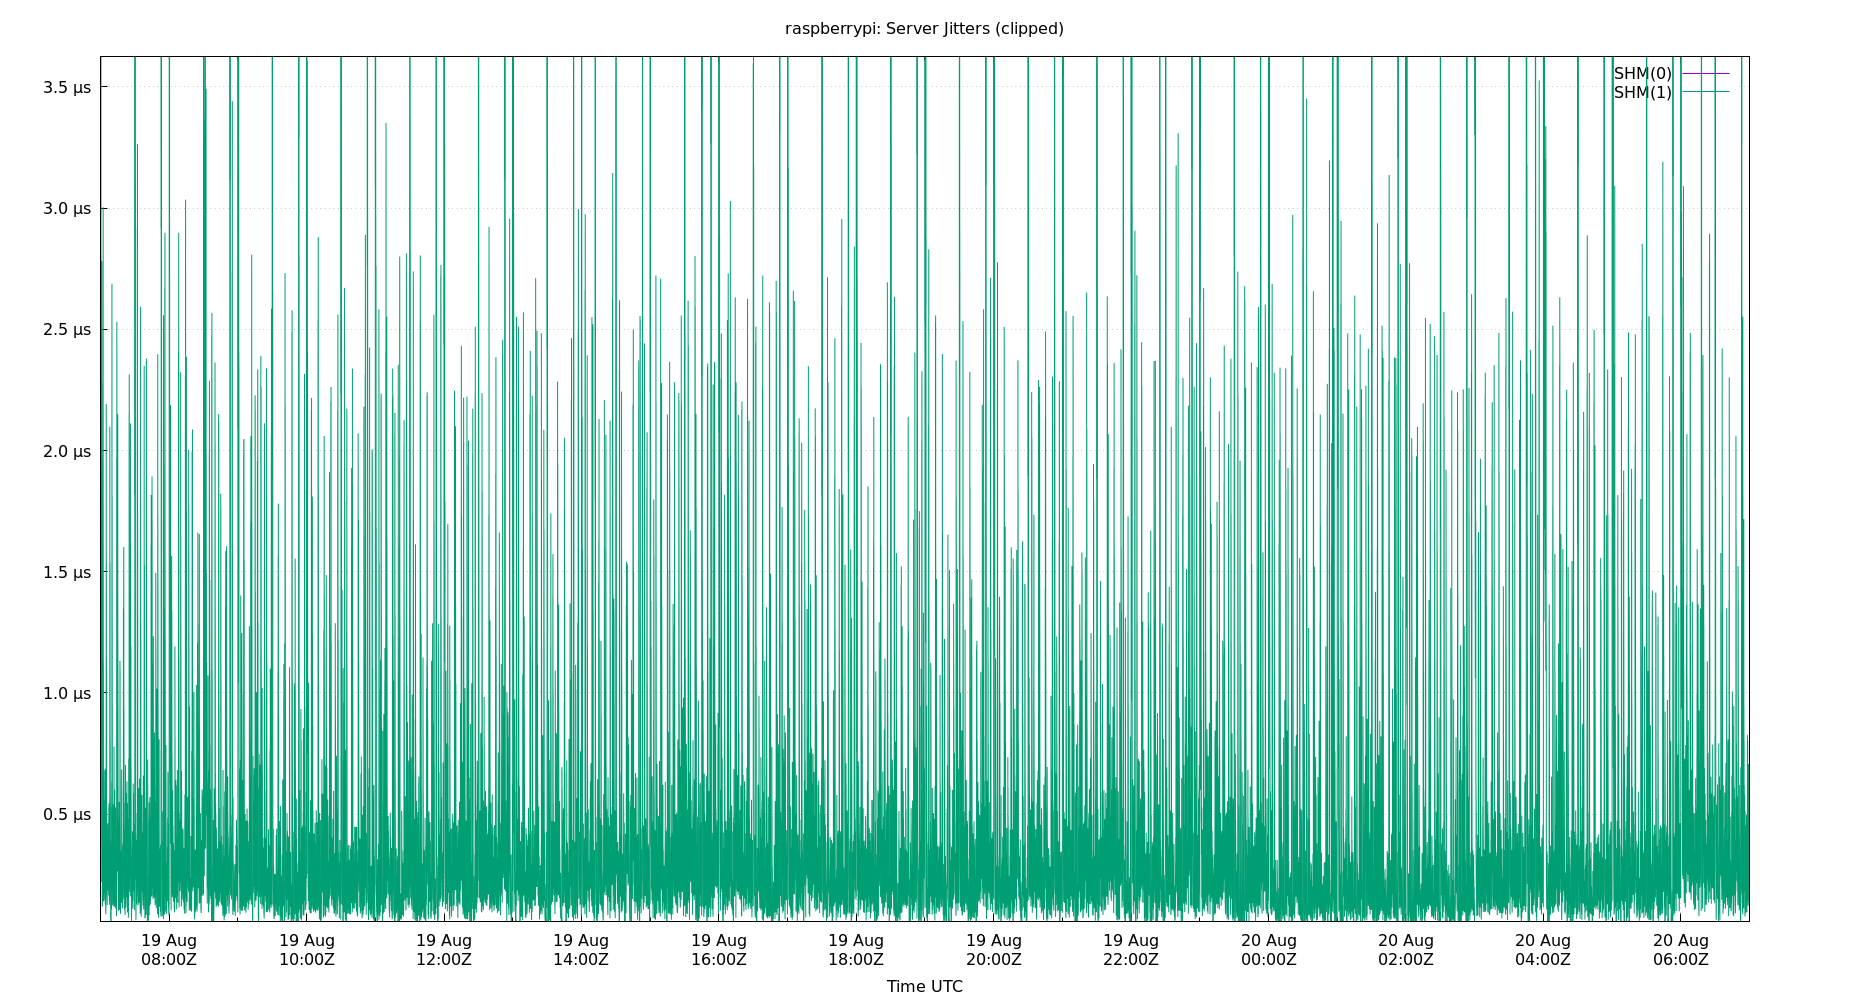 raspberrypi: Server Jitters (clipped)
SHM(0)
SHM(1)
3.5 µs
3.0 µs
2.5 µs
2.0 µs
1.5 µs
1.0 µs
0.5 µs
19 Aug 19 Aug 19 Aug 19 Aug 19 Aug 19 Aug 19 Aug 19 Aug 20 Aug 20 Aug 20 Aug 20 Aug
08:00Z 10:00Z 12:00Z 14:00Z 16:00Z 18:00Z 20:00Z 22:00Z 00:00Z 02:00Z 04:00Z 06:00Z
Time UTC